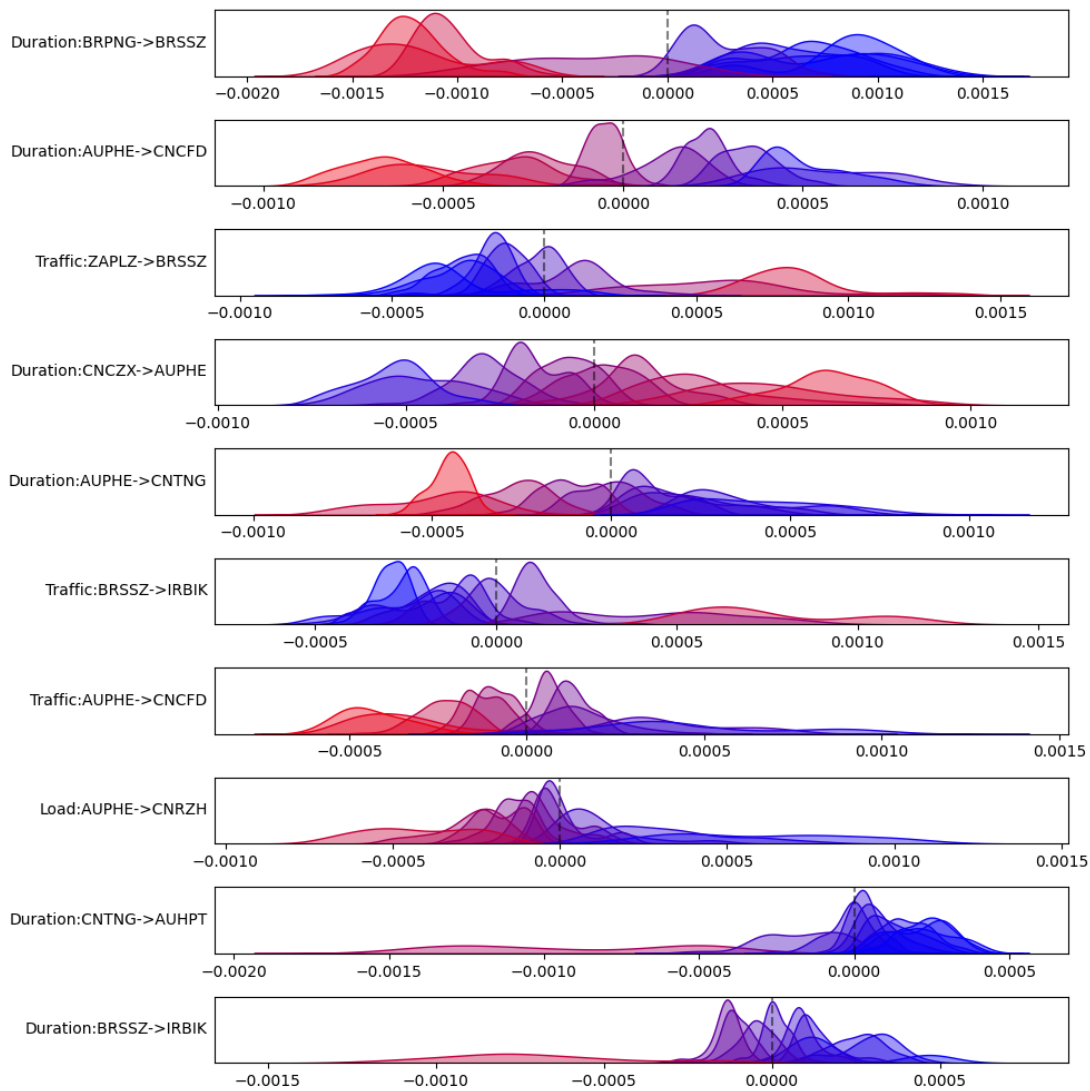 Duration:BRPNG->BRSSZ
−0.0020 −0.0015 −0.0010 −0.0005 0.0000 0.0005 0.0010 0.0015
Duration:AUPHE->CNCFD
−0.0010 −0.0005 0.0000 0.0005 0.0010
Traffic:ZAPLZ->BRSSZ
−0.0010 −0.0005 0.0000 0.0005 0.0010 0.0015
Duration:CNCZX->AUPHE
−0.0010 −0.0005 0.0000 0.0005 0.0010
Duration:AUPHE->CNTNG
−0.0010 −0.0005 0.0000 0.0005 0.0010
Traffic:BRSSZ->IRBIK
−0.0005 0.0000 0.0005 0.0010 0.0015
Traffic:AUPHE->CNCFD
−0.0005 0.0000 0.0005 0.0010 0.0015
Load:AUPHE->CNRZH
−0.0010 −0.0005 0.0000 0.0005 0.0010 0.0015
Duration:CNTNG->AUHPT
−0.0020 −0.0015 −0.0010 −0.0005 0.0000 0.0005
Duration:BRSSZ->IRBIK
−0.0015 −0.0010 −0.0005 0.0000 0.0005